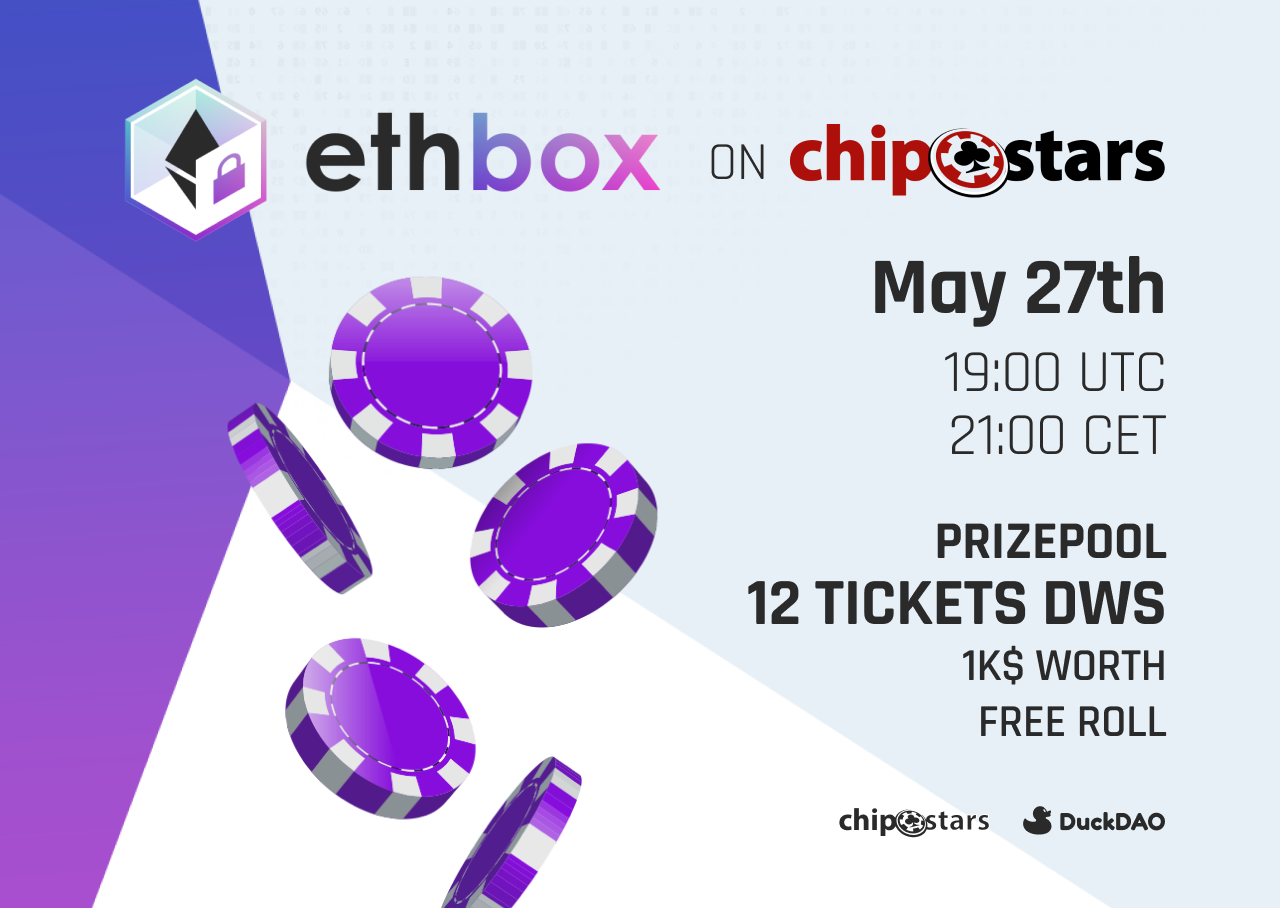 ethbox ON chipstars
May 27th
19:00 UTC
21:00 CET
PRIZEPOOL
12 TICKETS DWS
1K$ WORTH
FREE ROLL
chipstars DuckDAO